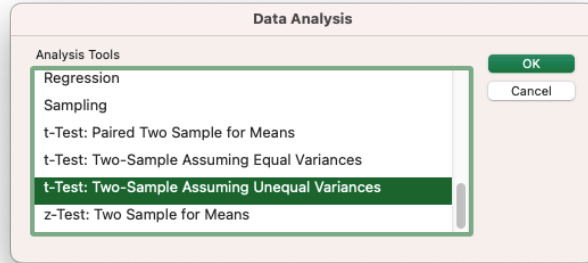 Data Analysis
Analysis Tools
OK
Regression
Cancel
Sampling
t-Test: Paired Two Sample for Means
t-Test: Two-Sample Assuming Equal Variances
t-Test: Two-Sample Assuming Unequal Variances
z-Test: Two Sample for Means